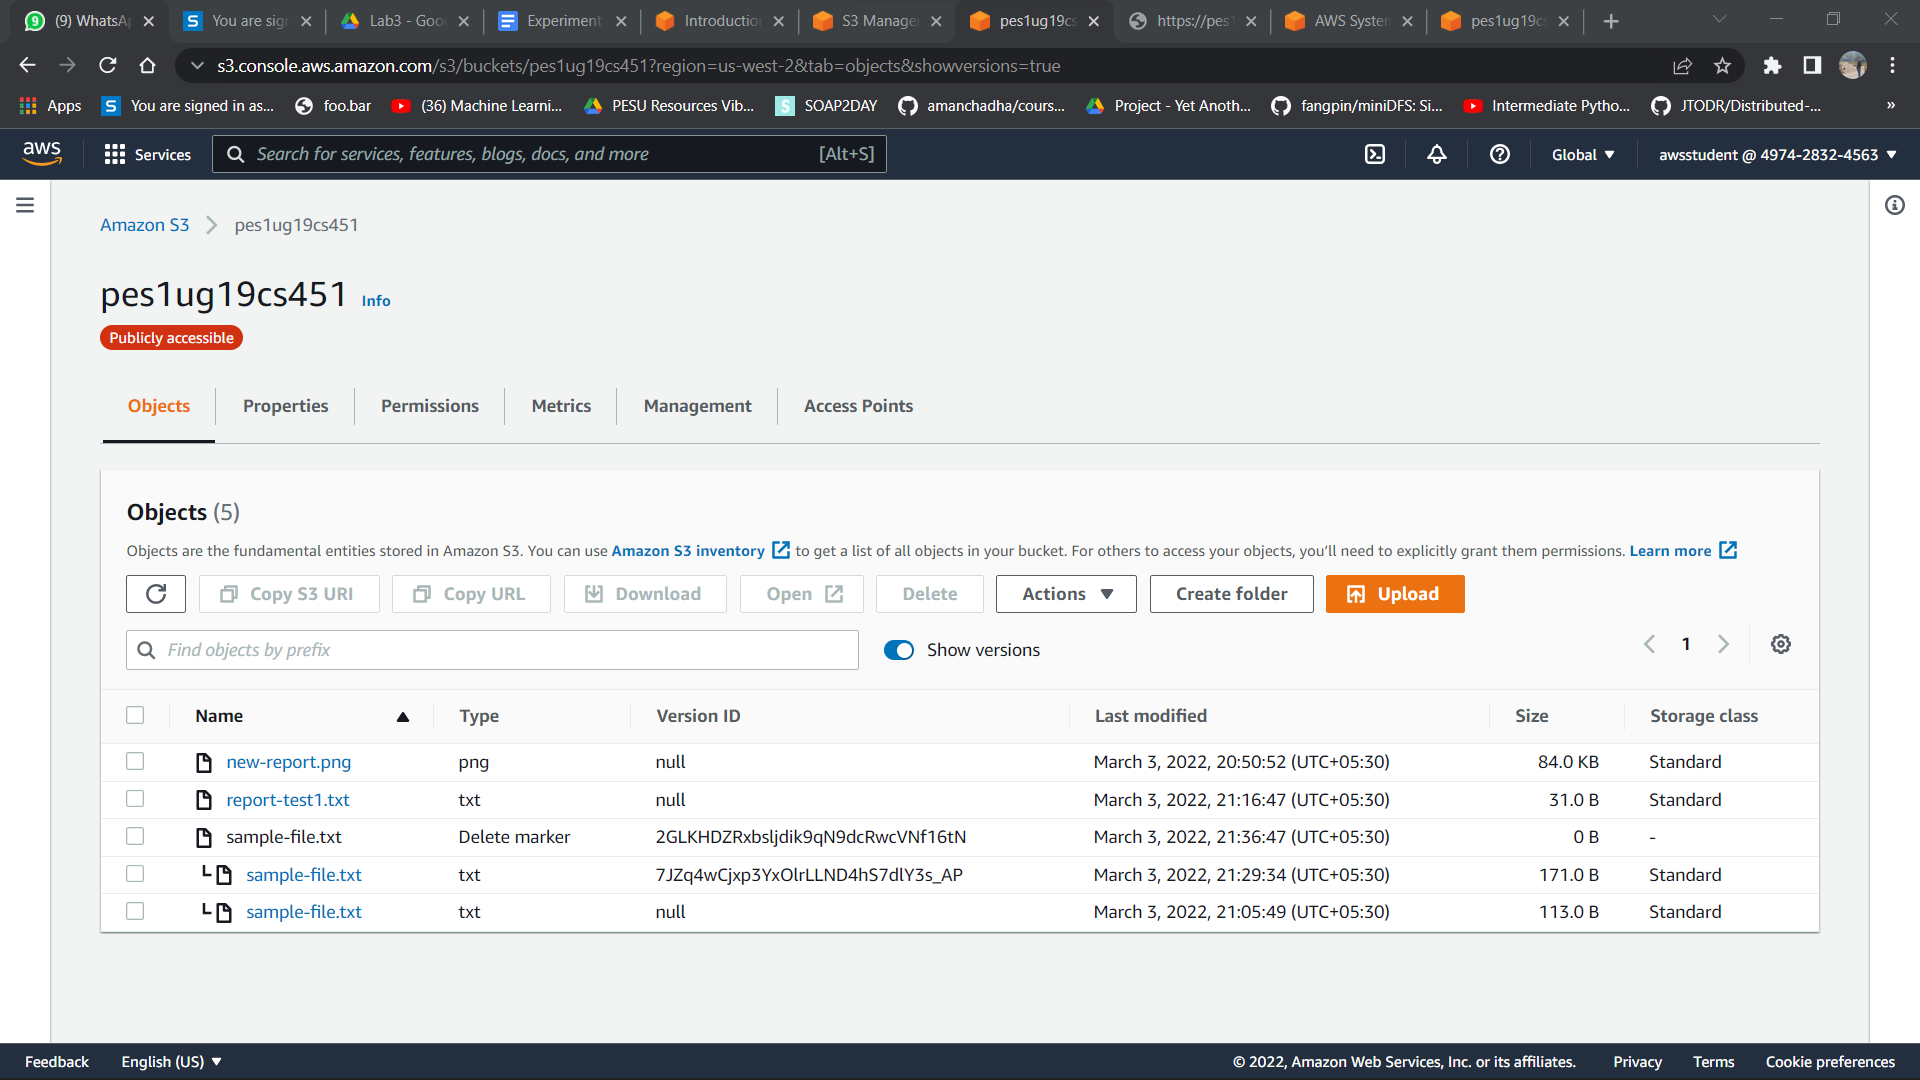 9 (9) WhatsAp
S You are sign
Lab3 - Goog
Experiment
Introduction
S3 Manage
pes1ug19cs
https://pes1
AWS System
pes1ug19cs
s3.console.aws.amazon.com/s3/buckets/pes1ug19cs451?region=us-west-2&tab=objects&showversions=true
Apps S You are signed in as... foo.bar (36) Machine Learni... PESU Resources Vib... S SOAP2DAY amanchadha/cours... Project - Yet Anoth... fangpin/miniDFS: Si... Intermediate Pytho... JTODR/Distributed-... »
aws Services Search for services, features, blogs, docs, and more [Alt+S] Global ▼ awsstudent @ 4974-2832-4563 ▼
Amazon S3 > pes1ug19cs451
pes1ug19cs451 Info
Publicly accessible
Objects Properties Permissions Metrics Management Access Points
Objects (5)
Objects are the fundamental entities stored in Amazon S3. You can use Amazon S3 inventory to get a list of all objects in your bucket. For others to access your objects, you’ll need to explicitly grant them permissions. Learn more
Copy S3 URI Copy URL Download Open Delete Actions ▼ Create folder Upload
Find objects by prefix Show versions < 1 >
Name ▲ Type Version ID Last modified Size Storage class
new-report.png png null March 3, 2022, 20:50:52 (UTC+05:30) 84.0 KB Standard
report-test1.txt txt null March 3, 2022, 21:16:47 (UTC+05:30) 31.0 B Standard
sample-file.txt Delete marker 2GLKHDZRxbsljdik9qN9dcRwcVNf16tN March 3, 2022, 21:36:47 (UTC+05:30) 0 B -
sample-file.txt txt 7JZq4wCjxp3YxOlrLLND4hS7dlY3s_AP March 3, 2022, 21:29:34 (UTC+05:30) 171.0 B Standard
sample-file.txt txt null March 3, 2022, 21:05:49 (UTC+05:30) 113.0 B Standard
Feedback English (US) ▼ © 2022, Amazon Web Services, Inc. or its affiliates. Privacy Terms Cookie preferences